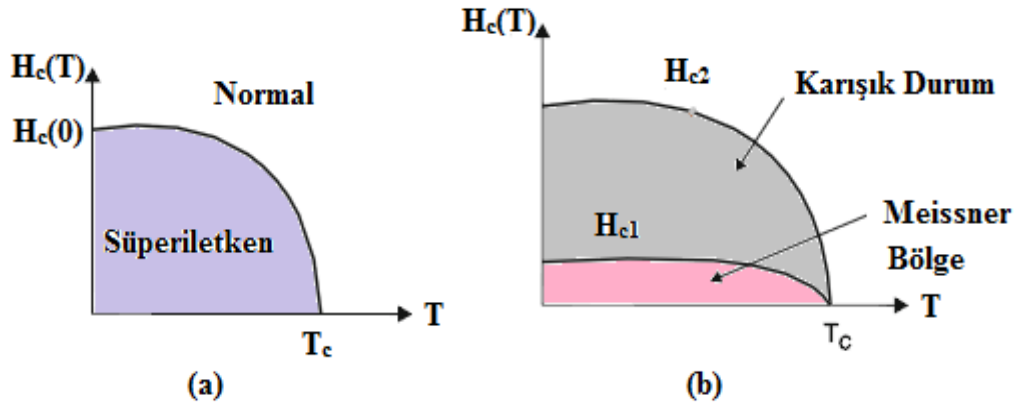 Hc(T)
Normal
Hc(0)
Süperiletken
T
Tc
(a)
Hc(T)
Hc2
Karışık Durum
Hc1
Meissner
Bölge
T
TC
(b)